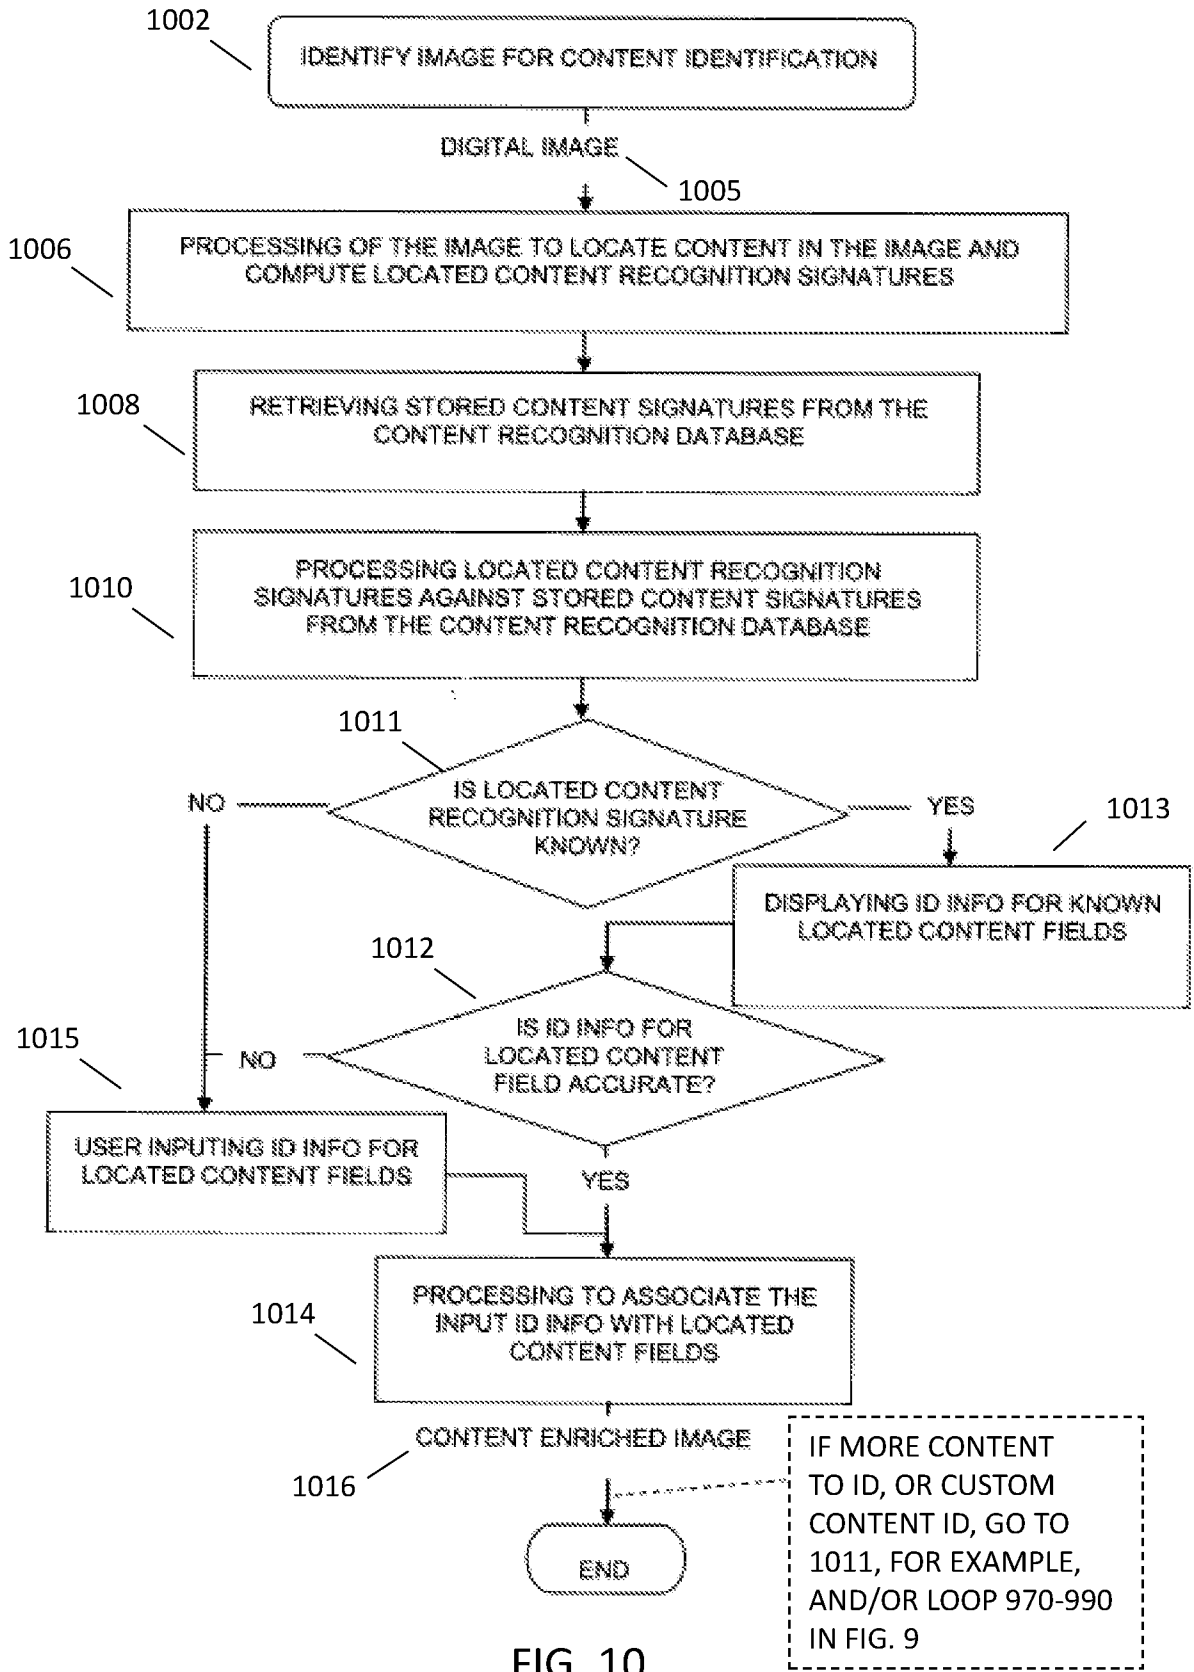 1002
IDENTIFY IMAGE FOR CONTENT IDENTIFICATION
DIGITAL IMAGE
1005
1006
PROCESSING OF THE IMAGE TO LOCATE CONTENT IN THE IMAGE AND
COMPUTE LOCATED CONTENT RECOGNITION SIGNATURES
1008
RETRIEVING STORED CONTENT SIGNATURES FROM THE
CONTENT RECOGNITION DATABASE
1010
PROCESSING LOCATED CONTENT RECOGNITION
SIGNATURES AGAINST STORED CONTENT SIGNATURES
FROM THE CONTENT RECOGNITION DATABASE
1011
IS LOCATED CONTENT
RECOGNITION SIGNATURE
KNOWN?
NO
YES
1013
DISPLAYING ID INFO FOR KNOWN
LOCATED CONTENT FIELDS
1012
IS ID INFO FOR
LOCATED CONTENT
FIELD ACCURATE?
NO
1015
USER INPUTING ID INFO FOR
LOCATED CONTENT FIELDS
YES
1014
PROCESSING TO ASSOCIATE THE
INPUT ID INFO WITH LOCATED
CONTENT FIELDS
CONTENT ENRICHED IMAGE
1016
IF MORE CONTENT
TO ID, OR CUSTOM
CONTENT ID, GO TO
1011, FOR EXAMPLE,
AND/OR LOOP 970-990
IN FIG. 9
END
FIG. 10